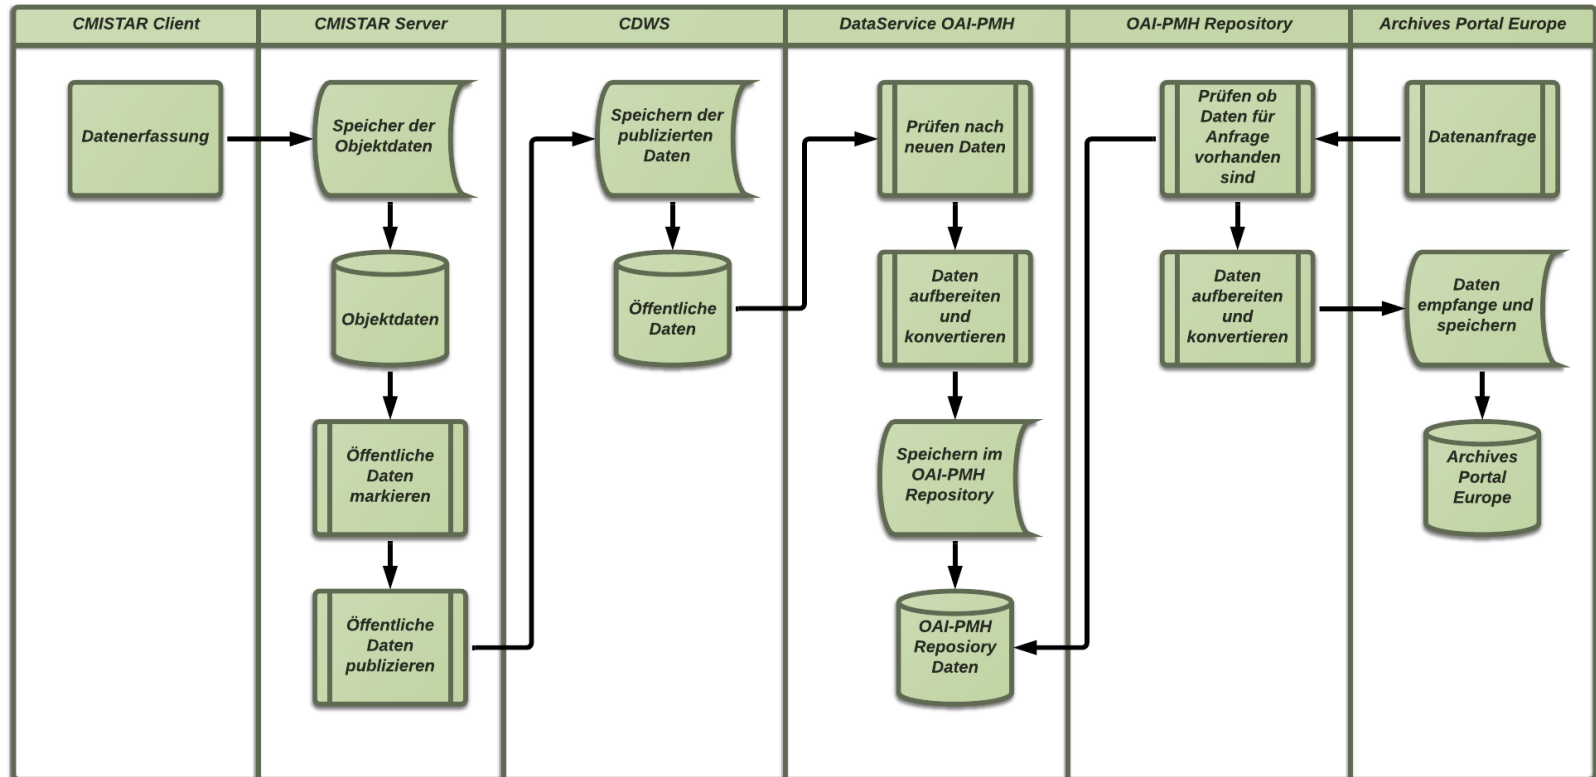 CMISTAR Client
CMISTAR Server
CDWS
DataService OAI-PMH
OAI-PMH Repository
Archives Portal Europe
Datenerfassung
Speicher der
Objektdaten
Objektdaten
Öffentliche
Daten
markieren
Öffentliche
Daten
publizieren
Speichern der
publizierten
Daten
Öffentliche
Daten
Prüfen nach
neuen Daten
Daten
aufbereiten
und
konvertieren
Speichern im
OAI-PMH
Repository
OAI-PMH
Reposiory
Daten
Prüfen ob
Daten für
Anfrage
vorhanden
sind
Daten
aufbereiten
und
konvertieren
Datenanfrage
Daten
empfange und
speichern
Archives
Portal
Europe